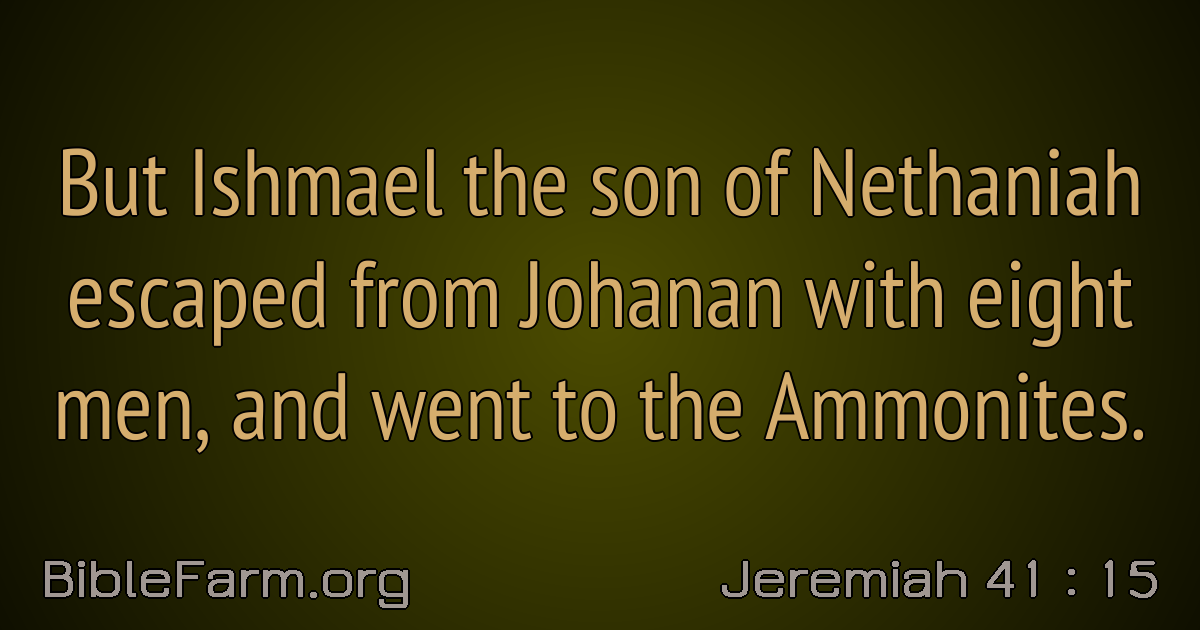 But Ishmael the son of Nethaniah
escaped from Johanan with eight
men, and went to the Ammonites.
BibleFarm.org
Jeremiah 41 : 15